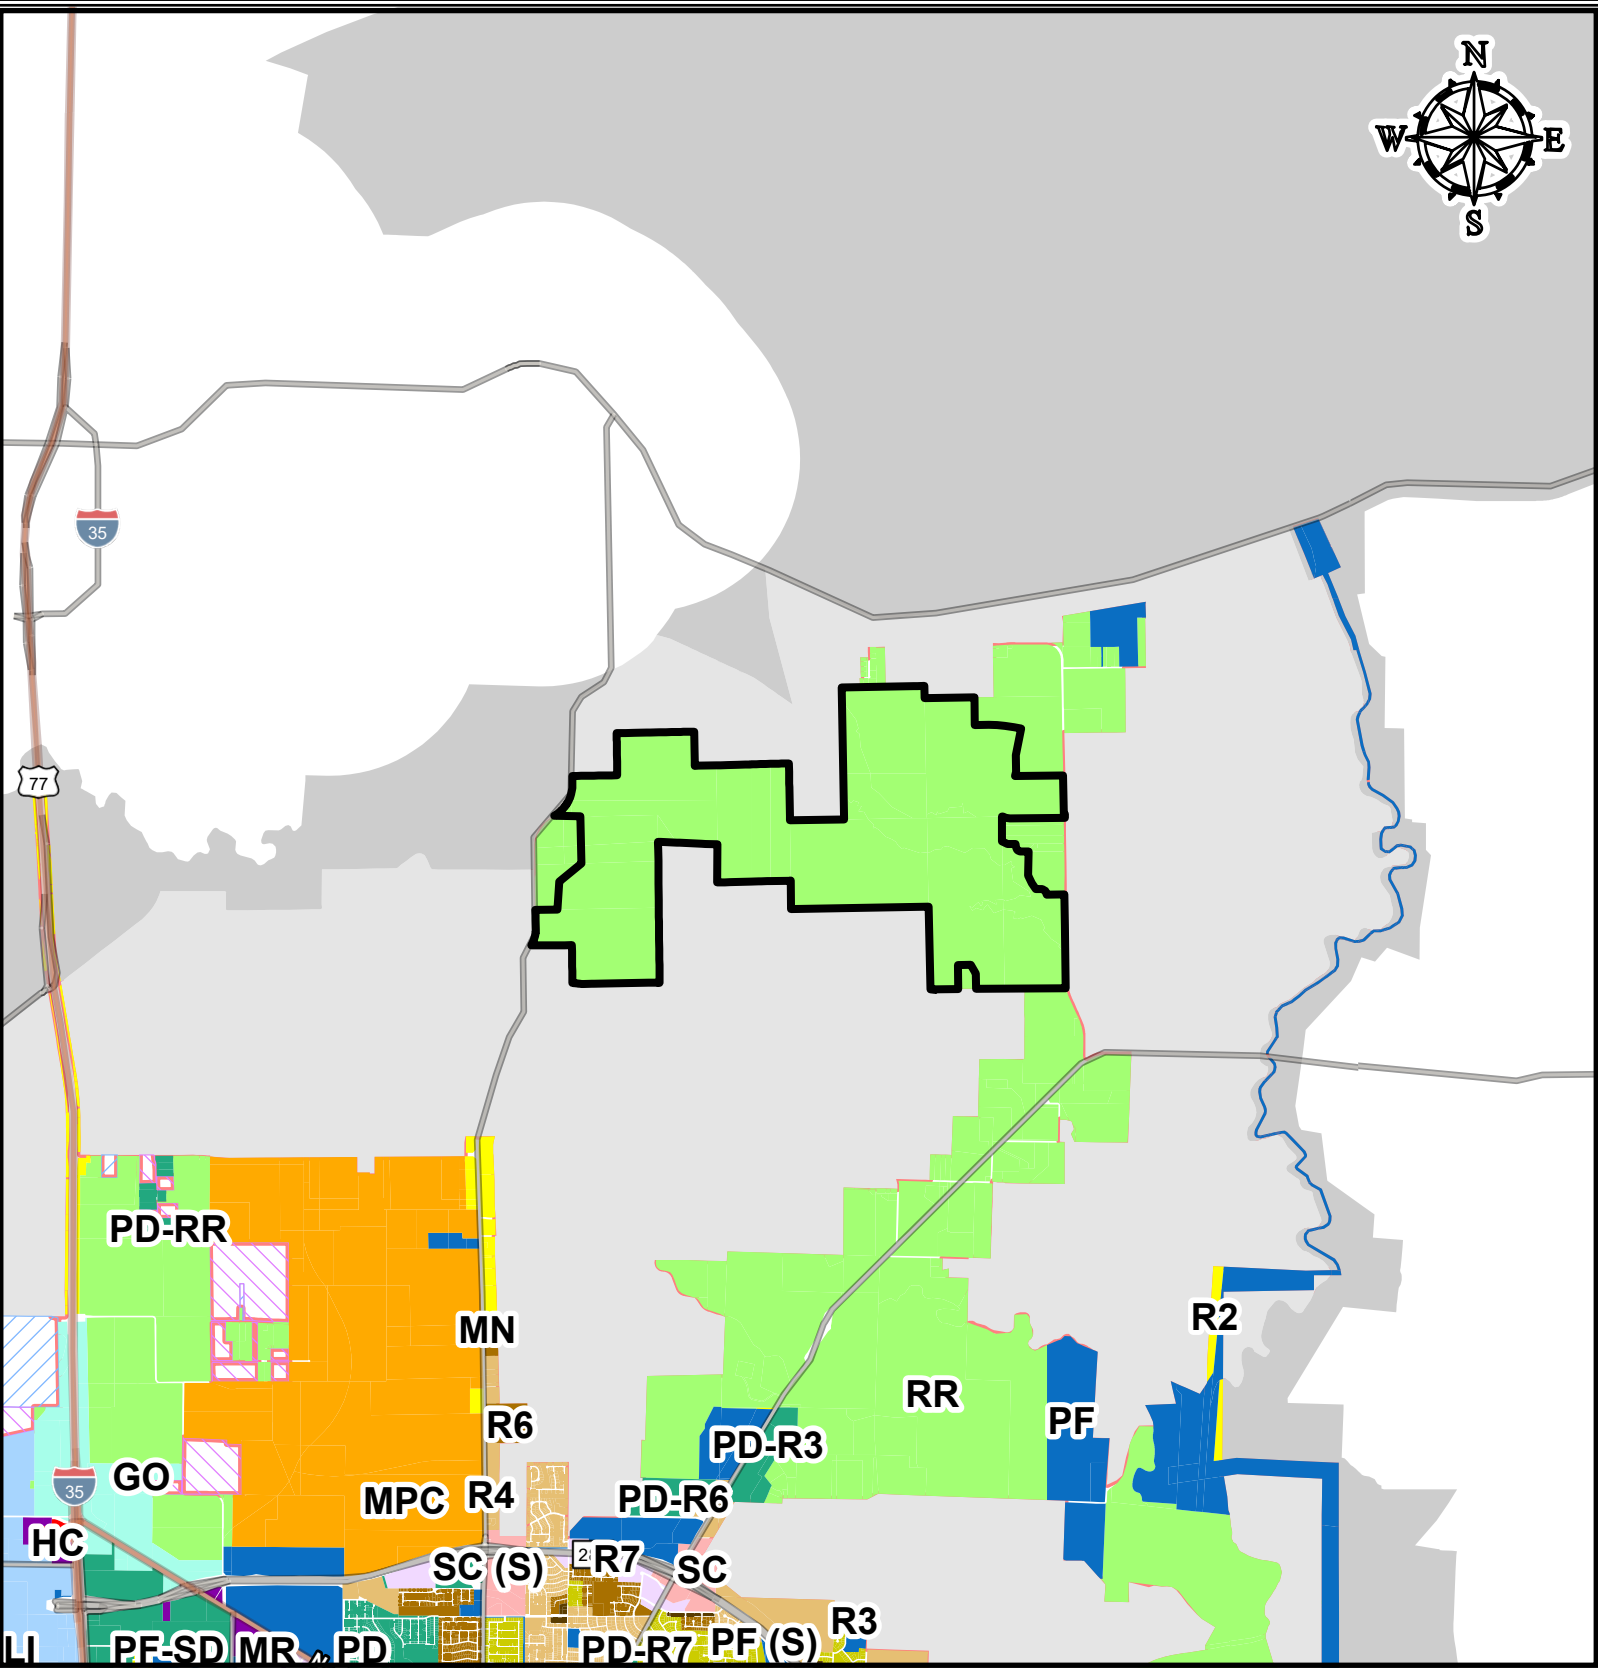 N
W E
S
35
77
PD-RR
MN
R2
RR
R6
PF
PD-R3
GO
35
MPC
R4
PD-R6
HC
SC (S)
R7
SC
R3
LI
PF-SD
MR
PD
PD-R7
PF (S)